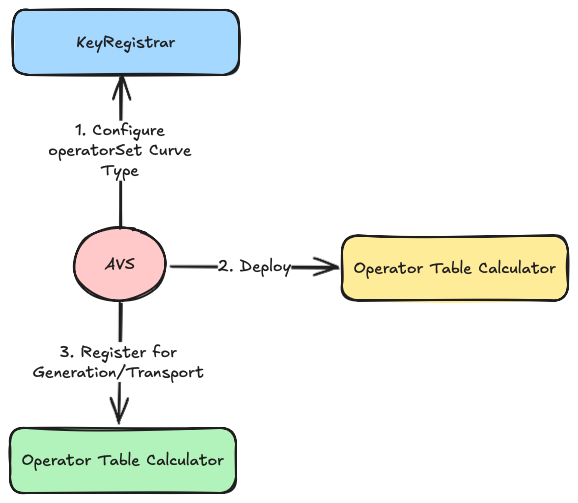 KeyRegistrar
1. Configure
operatorSet Curve
Type
AVS
2. Deploy
Operator Table Calculator
3. Register for
Generation/Transport
Operator Table Calculator